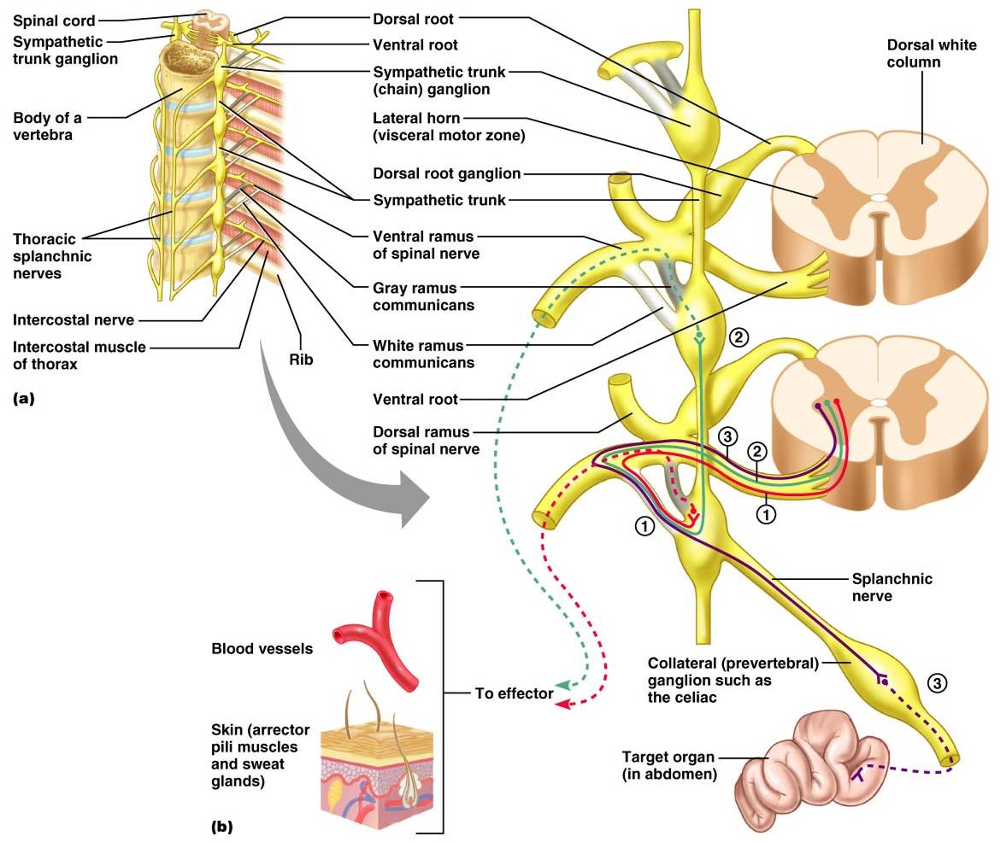 Spinal cord
Sympathetic
trunk ganglion
Body of a
vertebra
Thoracic
splanchnic
nerves
Intercostal nerve
Intercostal muscle
of thorax
(a)
Rib
Dorsal root
Ventral root
Sympathetic trunk
(chain) ganglion
Lateral horn
(visceral motor zone)
Dorsal root ganglion
Sympathetic trunk
Ventral ramus
of spinal nerve
Gray ramus
communicans
White ramus
communicans
Ventral root
Dorsal ramus
of spinal nerve
Dorsal white
column
2
3
2
1
1
Splanchnic
nerve
Collateral (prevertebral)
ganglion such as
the celiac
3
Target organ
(in abdomen)
Blood vessels
To effector
Skin (arrector
pili muscles
and sweat
glands)
(b)